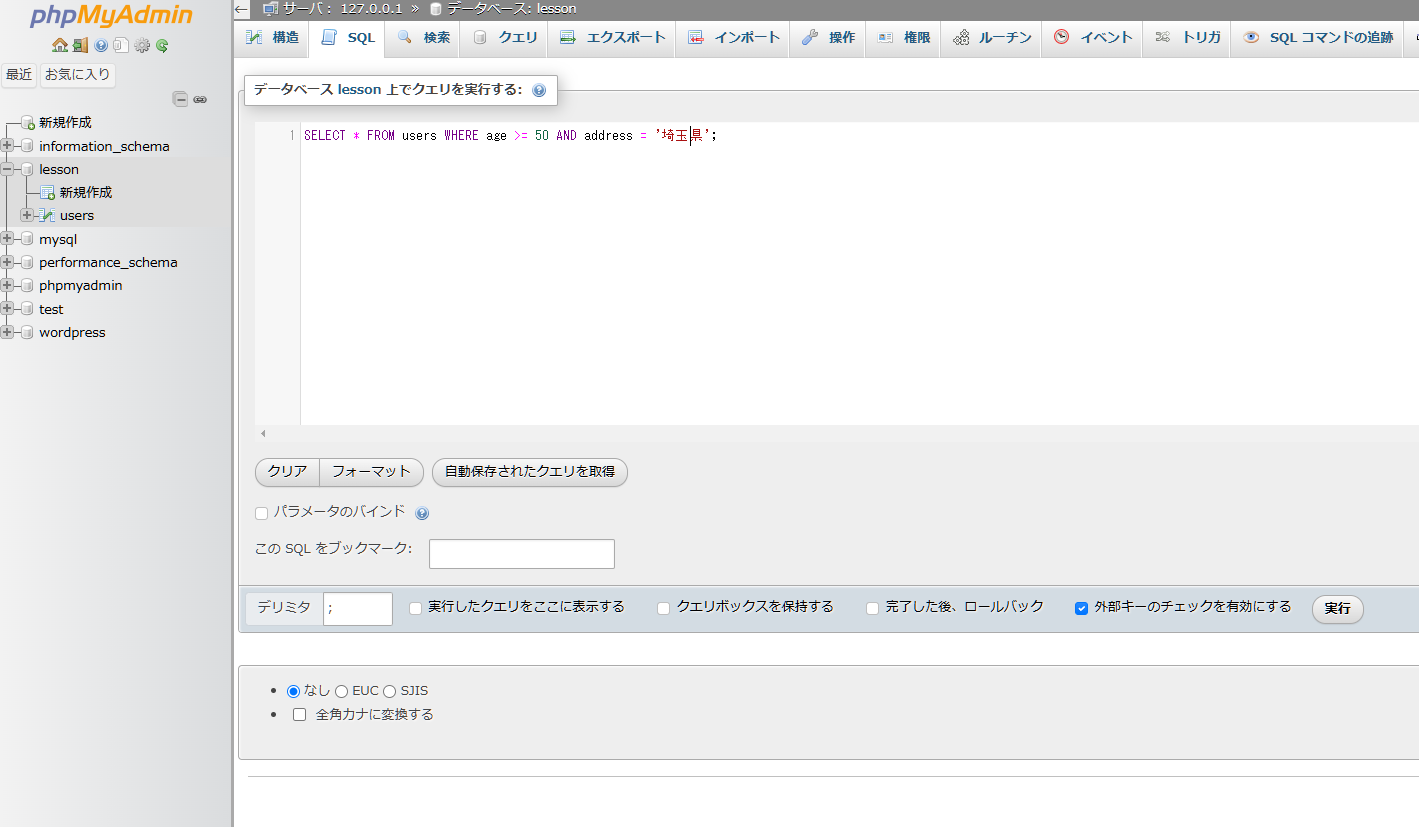 phpMyAdmin
最近 お気に入り
新規作成
information_schema
lesson
新規作成
users
mysql
performance_schema
phpmyadmin
test
wordpress
サーバ: 127.0.0.1 » データベース: lesson
構造 SQL 検索 クエリ エクスポート インポート 操作 権限 ルーチン イベント トリガ SQL コマンドの追跡
データベース lesson 上でクエリを実行する:
1 SELECT * FROM users WHERE age >= 50 AND address = '埼玉県';
クリア フォーマット 自動保存されたクエリを取得
パラメータのバインド
この SQL をブックマーク:
デリミタ ; 実行したクエリをここに表示する クエリボックスを保持する 完了した後、ロールバック 外部キーのチェックを有効にする 実行
なし EUC SJIS
全角カナに変換する